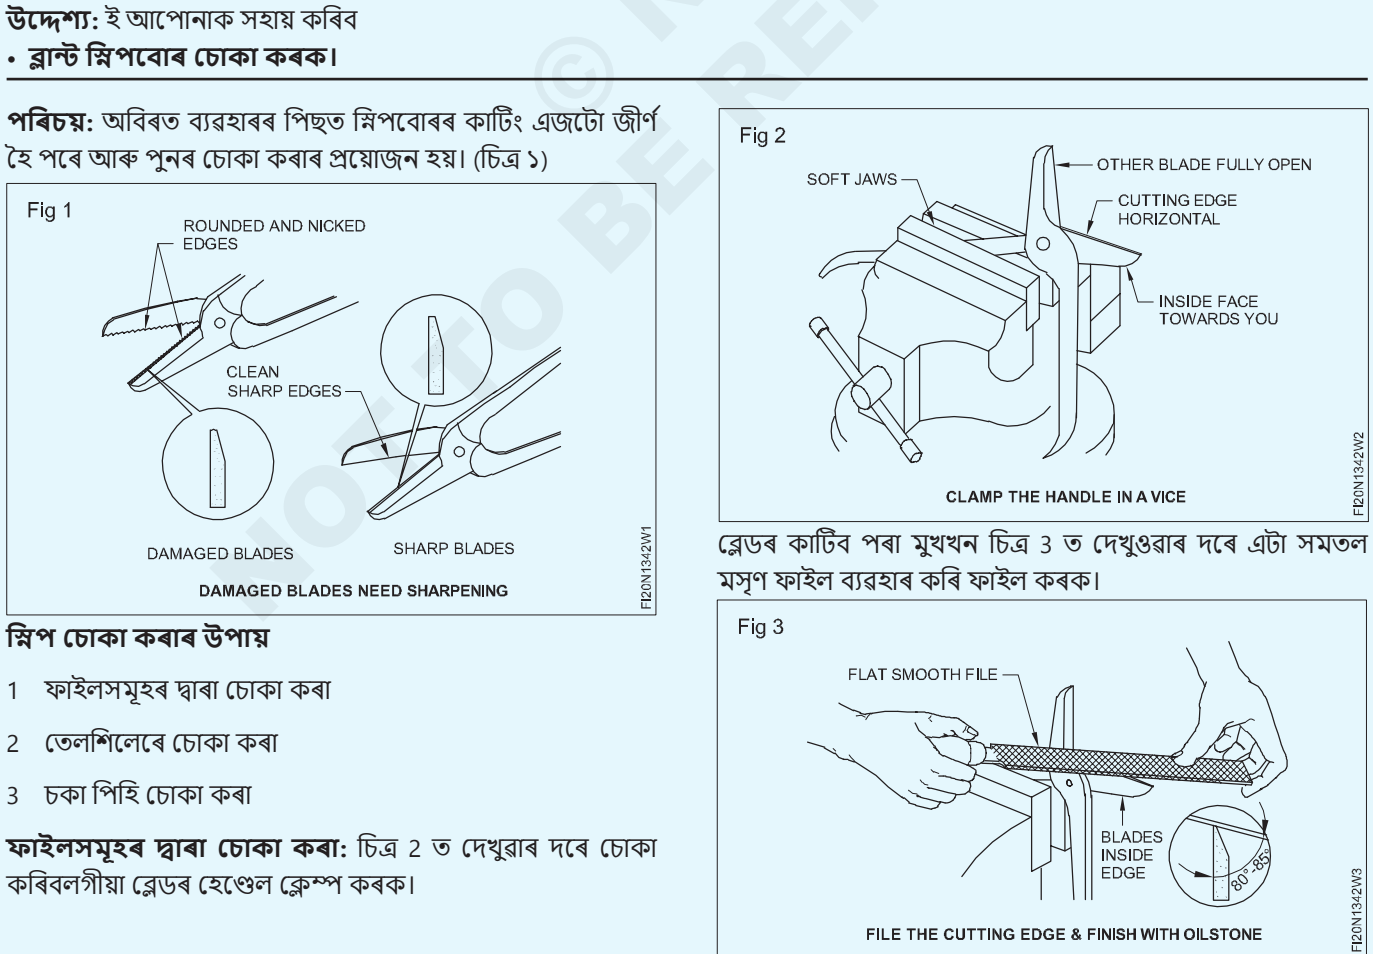 উদ্দেশ্য: ই আপোনাক সহায় কৰিব
• ব্লান্ট স্নিপবোৰ চোকা কৰক।
পৰিচয়: অবিৰত ব্যৱহাৰৰ পিছত স্নিপবোৰৰ কাটিং এজটো জীৰ্ণ
হৈ পৰে আৰু পুনৰ চোকা কৰাৰ প্ৰয়োজন হয়। (চিত্ৰ ১)
Fig 1
ROUNDED AND NICKED
EDGES
CLEAN
SHARP EDGES
DAMAGED BLADES
SHARP BLADES
DAMAGED BLADES NEED SHARPENING
FI20N1342W1
স্নিপ চোকা কৰাৰ উপায়
1 ফাইলসমূহৰ দ্বাৰা চোকা কৰা
2 তেলশিলেৰে চোকা কৰা
3 চকা পিহি চোকা কৰা
ফাইলসমূহৰ দ্বাৰা চোকা কৰা: চিত্ৰ 2 ত দেখুৱাৰ দৰে চোকা
কৰিবলগীয়া ব্লেডৰ হেণ্ডেল ক্লেম্প কৰক।
Fig 2
SOFT JAWS
OTHER BLADE FULLY OPEN
CUTTING EDGE
HORIZONTAL
INSIDE FACE
TOWARDS YOU
CLAMP THE HANDLE IN A VICE
FI20N1342W2
ব্লেডৰ কাটিব পৰা মুখখন চিত্ৰ 3 ত দেখুওৱাৰ দৰে এটা সমতল
মসৃণ ফাইল ব্যৱহাৰ কৰি ফাইল কৰক।
Fig 3
FLAT SMOOTH FILE
BLADES
INSIDE
EDGE
80°-85°
FILE THE CUTTING EDGE & FINISH WITH OILSTONE
FI20N1342W3
NOT TO BE RE